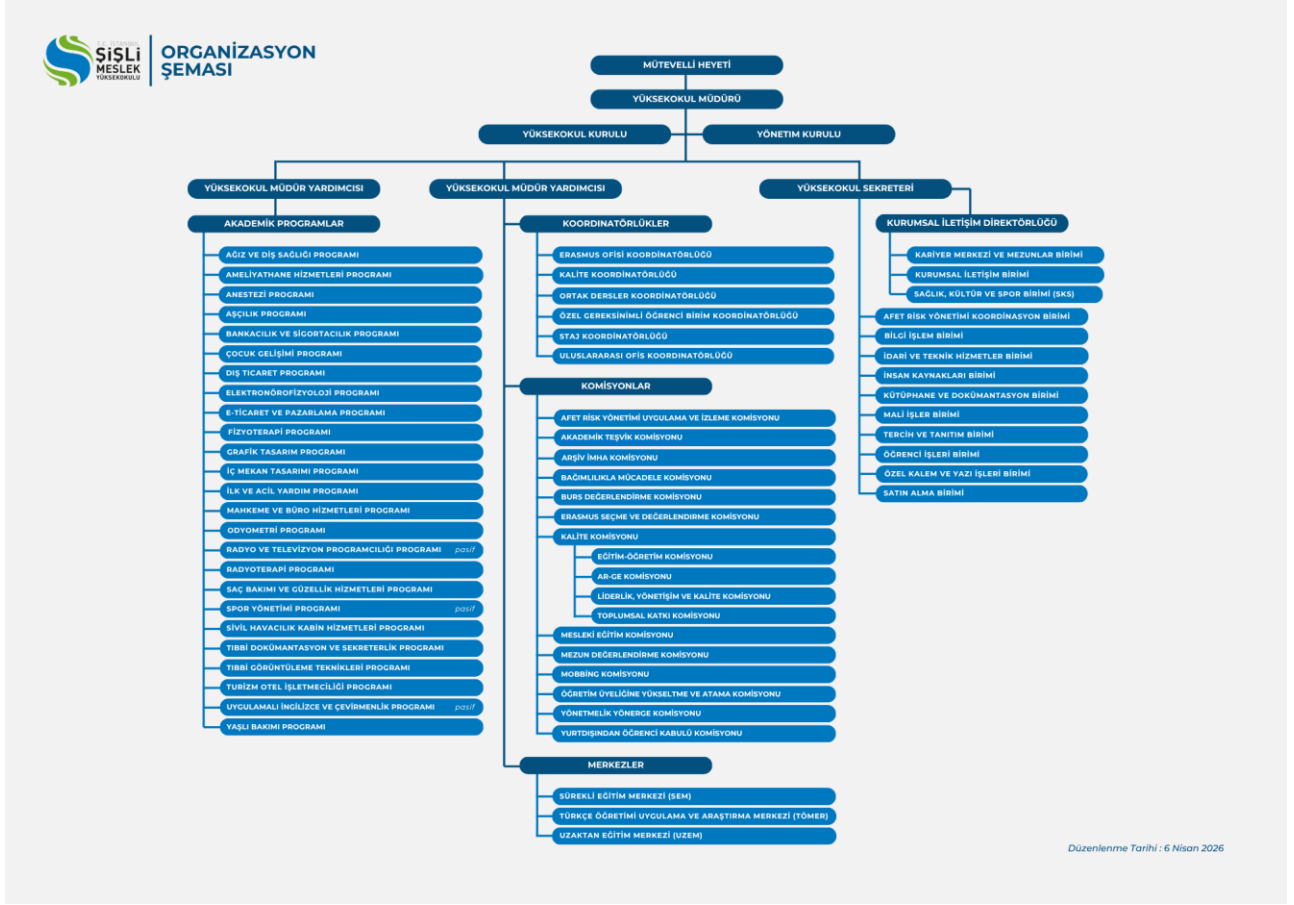 T.C. İSTANBUL
ŞİŞLİ
MESLEK
YÜKSEKOKULU
ORGANİZASYON
ŞEMASI
MÜTEVELLİ HEYETİ
YÜKSEKOKUL MÜDÜRÜ
YÜKSEKOKUL KURULU
YÖNETIM KURULU
YÜKSEKOKUL MÜDÜR YARDIMCISI
YÜKSEKOKUL MÜDÜR YARDIMCISI
YÜKSEKOKUL SEKRETERİ
AKADEMİK PROGRAMLAR
AĞIZ VE DİŞ SAĞLIĞI PROGRAMI
AMELİYATHANE HİZMETLERİ PROGRAMI
ANESTEZİ PROGRAMI
AŞÇILIK PROGRAMI
BANKACILIK VE SİGORTACILIK PROGRAMI
ÇOCUK GELİŞİMİ PROGRAMI
DIŞ TICARET PROGRAMI
ELEKTRONÖROFİZYOLOJİ PROGRAMI
E-TİCARET VE PAZARLAMA PROGRAMI
FİZYOTERAPİ PROGRAMI
GRAFİK TASARIM PROGRAMI
İÇ MEKAN TASARIMI PROGRAMI
İLK VE ACİL YARDIM PROGRAMI
MAHKEME VE BÜRO HİZMETLERİ PROGRAMI
ODYOMETRİ PROGRAMI
RADYO VE TELEVİZYON PROGRAMCILIĞI PROGRAMI pasif
RADYOTERAPİ PROGRAMI
SAÇ BAKIMI VE GÜZELLİK HİZMETLERİ PROGRAMI
SPOR YÖNETİMİ PROGRAMI pasif
SİVİL HAVACILIK KABİN HİZMETLERİ PROGRAMI
TIBBİ DOKÜMANTASYON VE SEKRETERLİK PROGRAMI
TIBBİ GÖRÜNTÜLEME TEKNİKLERİ PROGRAMI
TURİZM OTEL İŞLETMECİLİĞİ PROGRAMI
UYGULAMALI İNGİLİZCE VE ÇEVİRMENLİK PROGRAMI pasif
YAŞLI BAKIMI PROGRAMI
KOORDINATÖRLÜKLER
ERASMUS OFİSİ KOORDİNATÖRLÜĞÜ
KALİTE KOORDİNATÖRLÜĞÜ
ORTAK DERSLER KOORDİNATÖRLÜĞÜ
ÖZEL GEREKSİNİMLİ ÖĞRENCİ BİRİM KOORDİNATÖRLÜĞÜ
STAJ KOORDİNATÖRLÜĞÜ
ULUSLARARASI OFİS KOORDINATÖRLÜĞÜ
KOMİSYONLAR
AFET RİSK YÖNETİMİ UYGULAMA VE İZLEME KOMİSYONU
AKADEMİK TEŞVİK KOMİSYONU
ARŞİV İMHA KOMİSYONU
BAĞIMLILIKLA MÜCADELE KOMİSYONU
BURS DEĞERLENDİRME KOMİSYONU
ERASMUS SEÇME VE DEĞERLENDIRME KOMİSYONU
KALİTE KOMİSYONU
EĞİTİM-ÖĞRETİM KOMİSYONU
AR-GE KOMİSYONU
LİDERLİK, YÖNETİŞİM VE KALİTE KOMİSYONU
TOPLUMSAL KATKI KOMİSYONU
MESLEKİ EĞİTİM KOMİSYONU
MEZUN DEĞERLENDİRME KOMİSYONU
MOBBİNG KOMİSYONU
ÖĞRETİM ÜYELİĞİNE YÜKSELTME VE ATAMA KOMİSYONU
YÖNETMELİK YÖNERGE KOMİSYONU
YURTDIŞINDAN ÖĞRENCİ KABULÜ KOMİSYONU
MERKEZLER
SÜREKLİ EĞİTİM MERKEZİ (SEM)
TÜRKÇE ÖĞRETİMİ UYGULAMA VE ARAŞTIRMA MERKEZİ (TÖMER)
UZAKTAN EĞİTİM MERKEZİ (UZEM)
KURUMSAL İLETİŞİM DİREKTÖRLÜĞÜ
KARİYER MERKEZİ VE MEZUNLAR BİRİMİ
KURUMSAL İLETİŞİM BİRİMİ
SAĞLIK, KÜLTÜR VE SPOR BİRİMİ (SKS)
AFET RİSK YÖNETİMİ KOORDİNASYON BİRİMİ
BİLGİ İŞLEM BİRİMİ
İDARİ VE TEKNİK HİZMETLER BİRİMİ
İNSAN KAYNAKLARI BİRİMİ
KÜTÜPHANE VE DOKÜMANTASYON BİRİMİ
MALİ İŞLER BİRİMİ
TERCİH VE TANITIM BİRİMİ
ÖĞRENCİ İŞLERİ BİRİMİ
ÖZEL KALEM VE YAZI İŞLERİ BİRİMİ
SATIN ALMA BİRİMİ
Düzenlenme Tarihi : 6 Nisan 2026